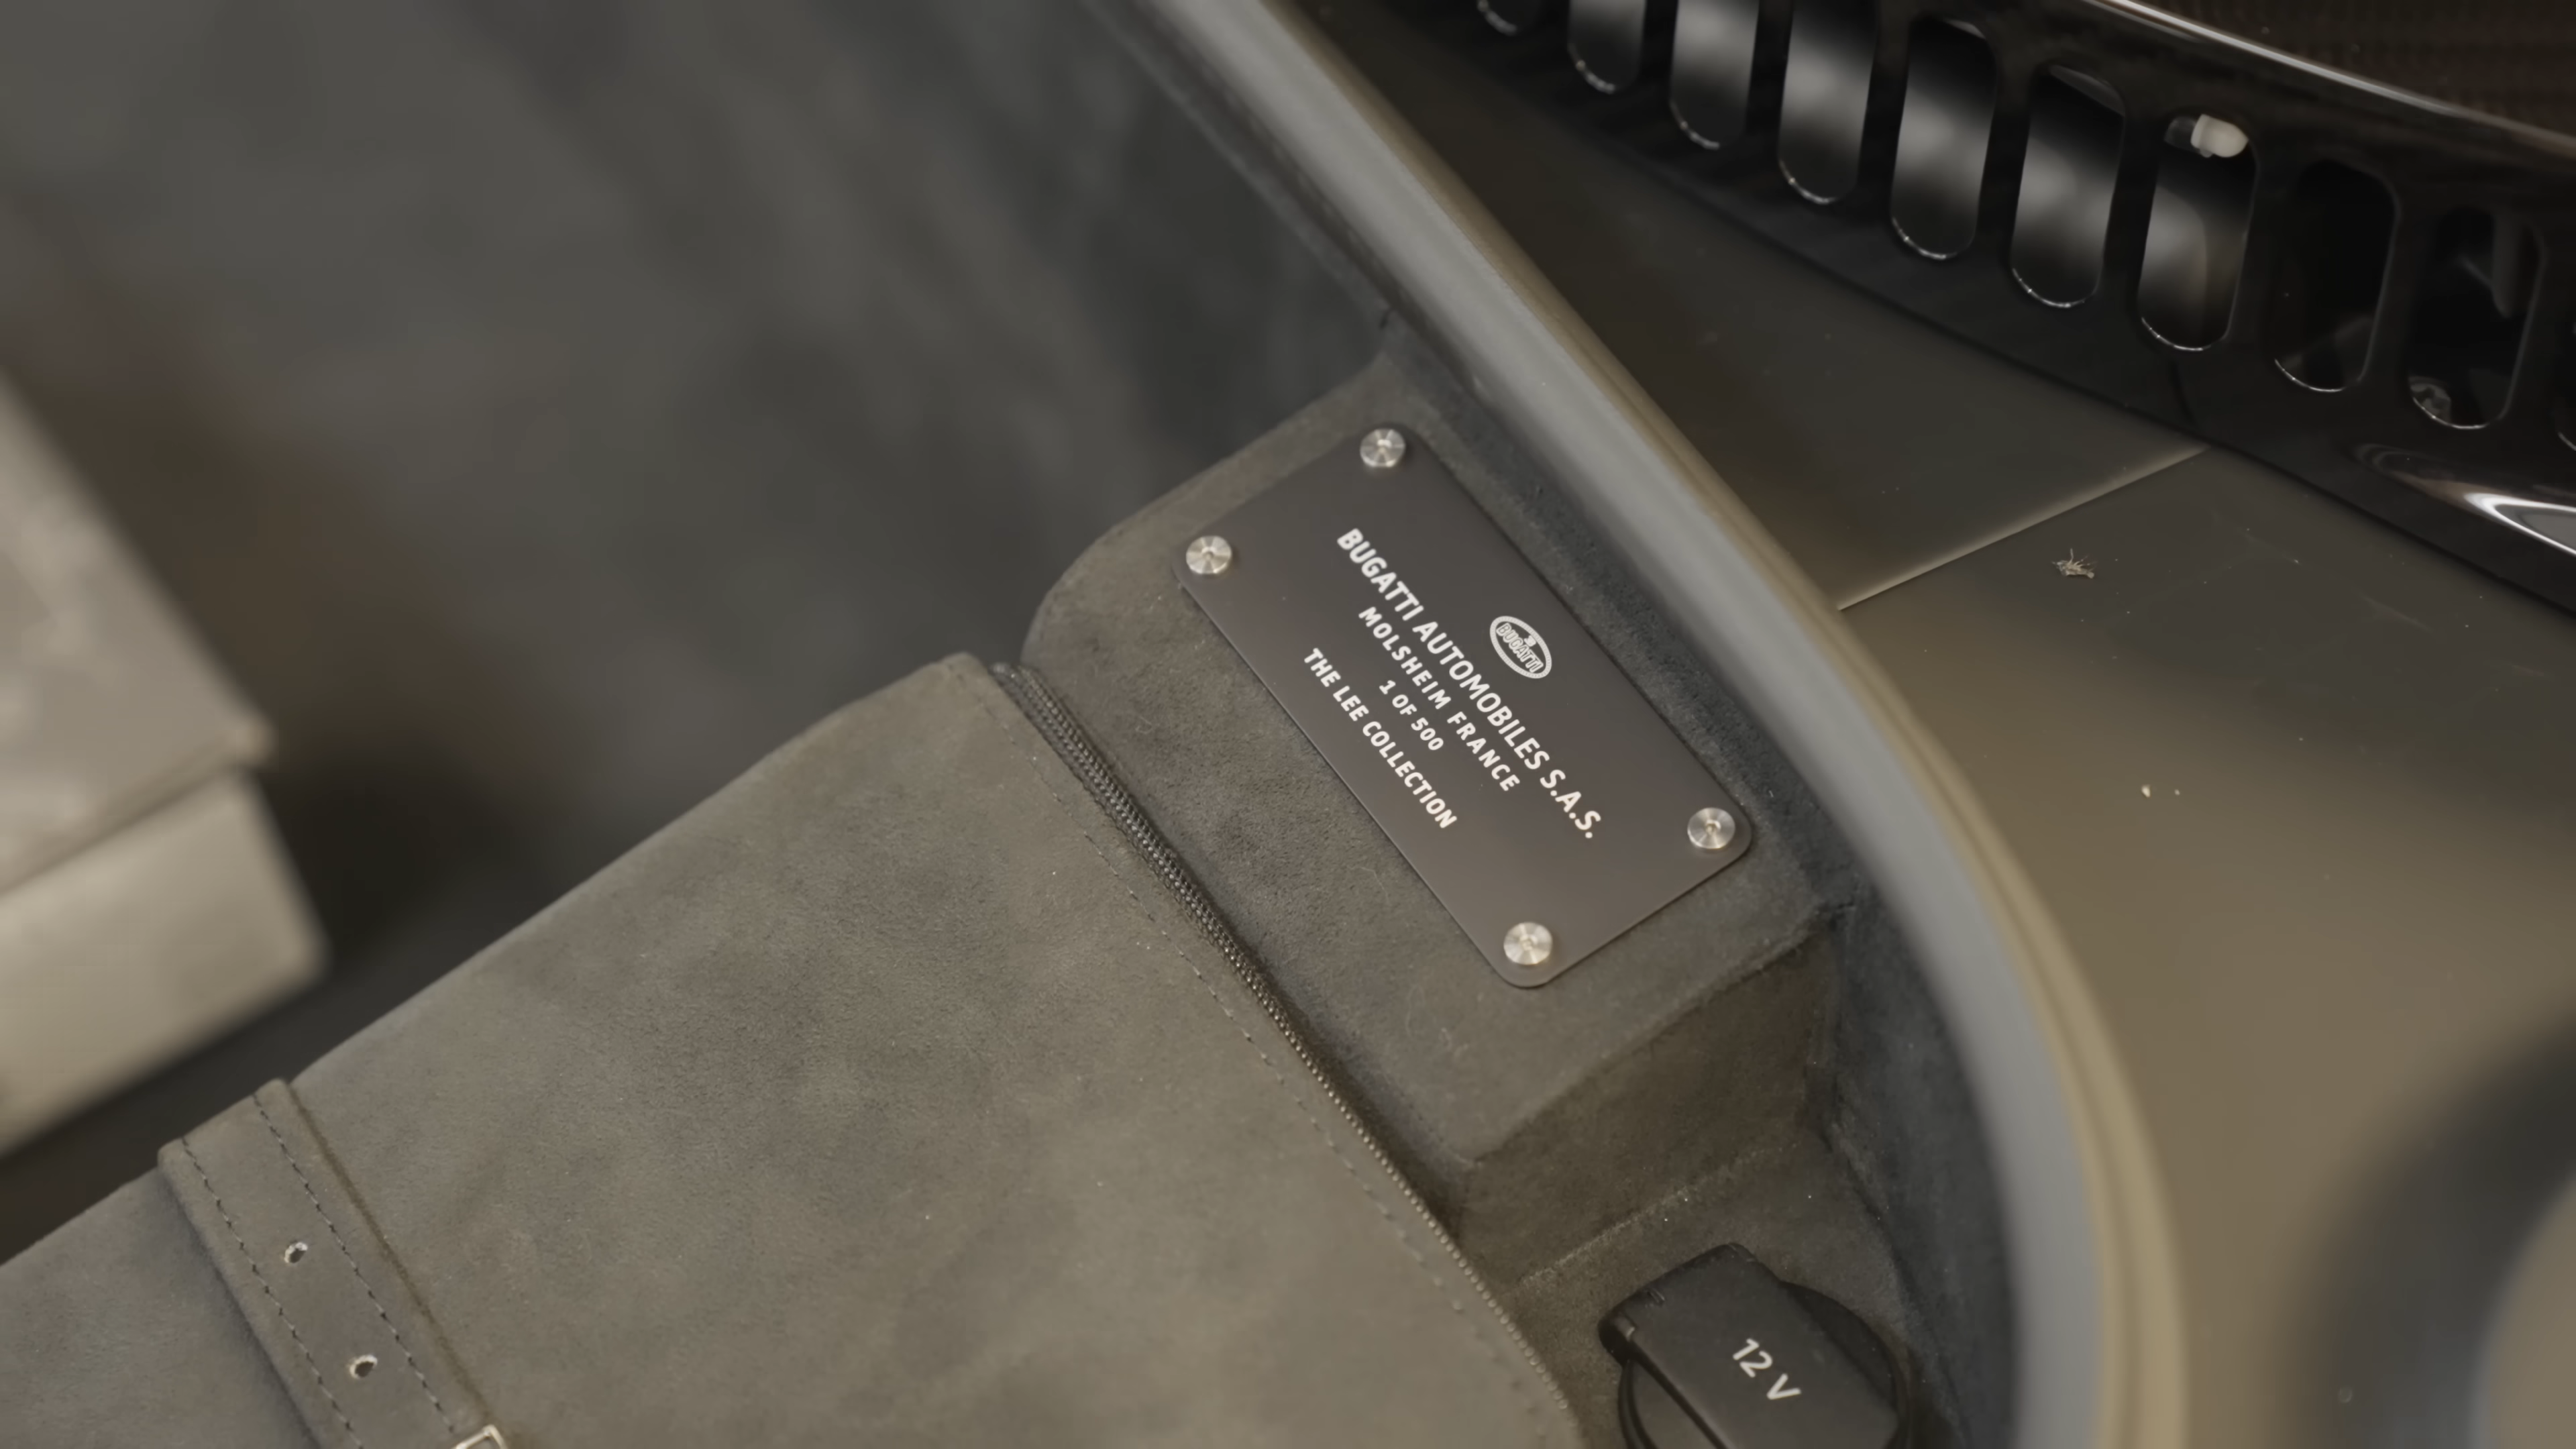 BUGATTI
BUGATTI AUTOMOBILES S.A.S.
MOLSHEIM FRANCE
1 OF 500
THE LEE COLLECTION
12 V